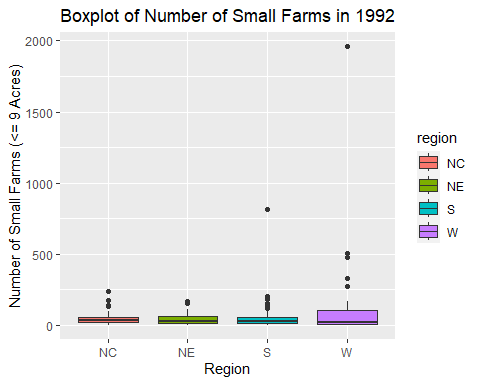 Boxplot of Number of Small Farms in 1992
Number of Small Farms (<= 9 Acres)
2000
1500
1000
500
0
NC
NE
S
W
Region
region
NC
NE
S
W